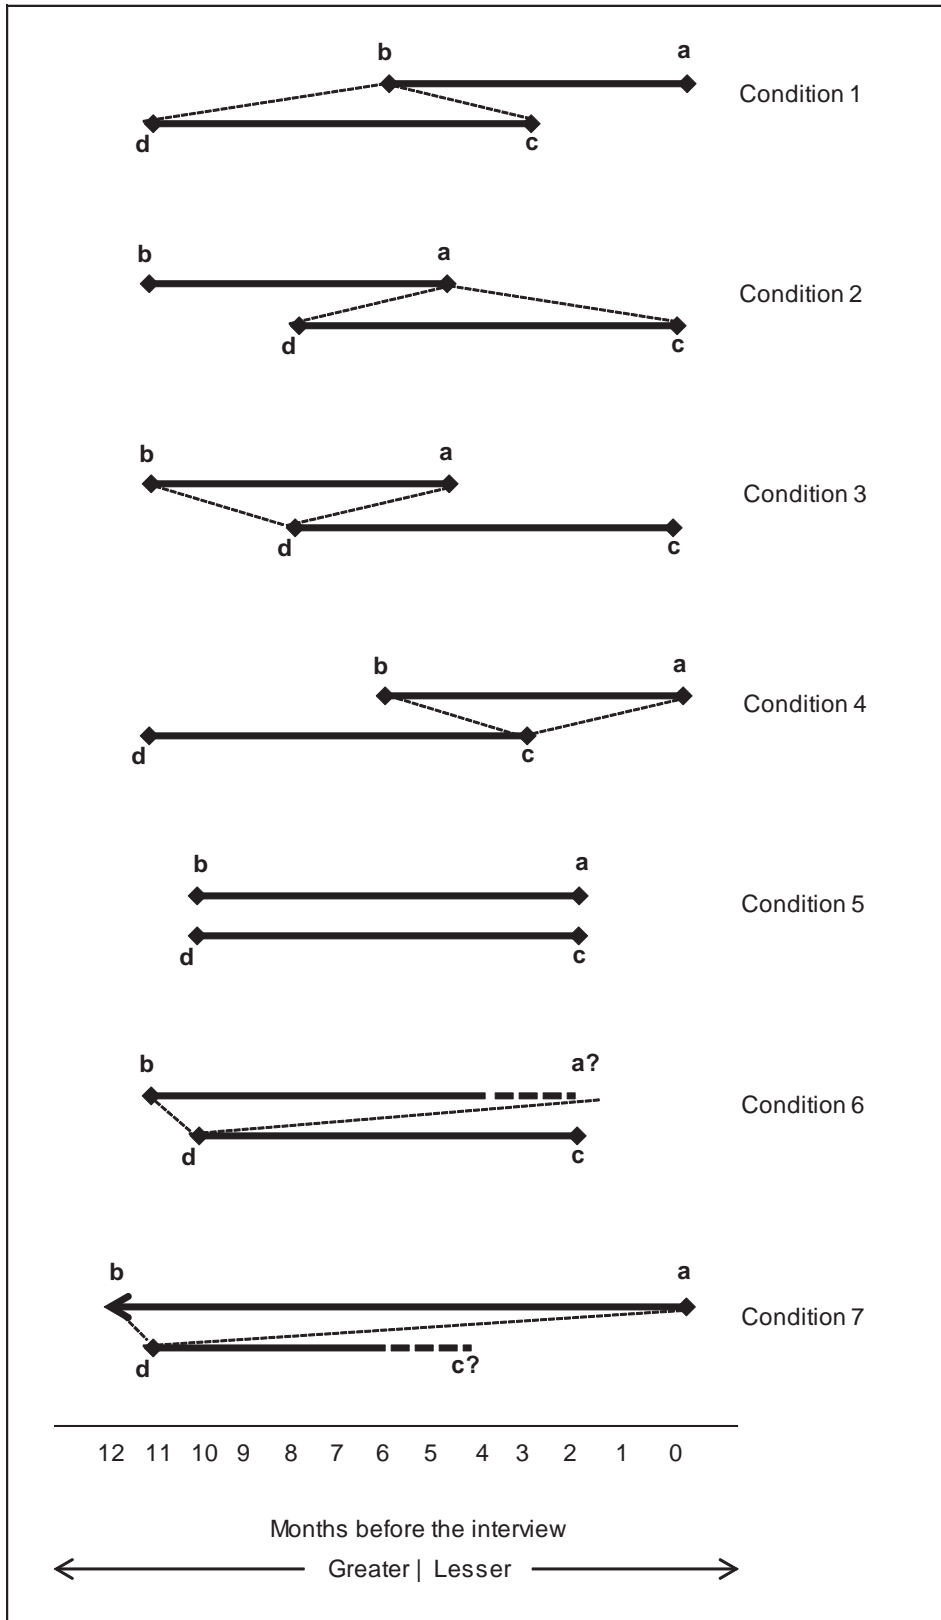 b a
Condition 1
d c
b a
Condition 2
d c
b a
Condition 3
d c
b a
Condition 4
d c
b a
Condition 5
d c
b a?
Condition 6
d c
b a
Condition 7
d c?
12 11 10 9 8 7 6 5 4 3 2 1 0
Months before the interview
Greater | Lesser